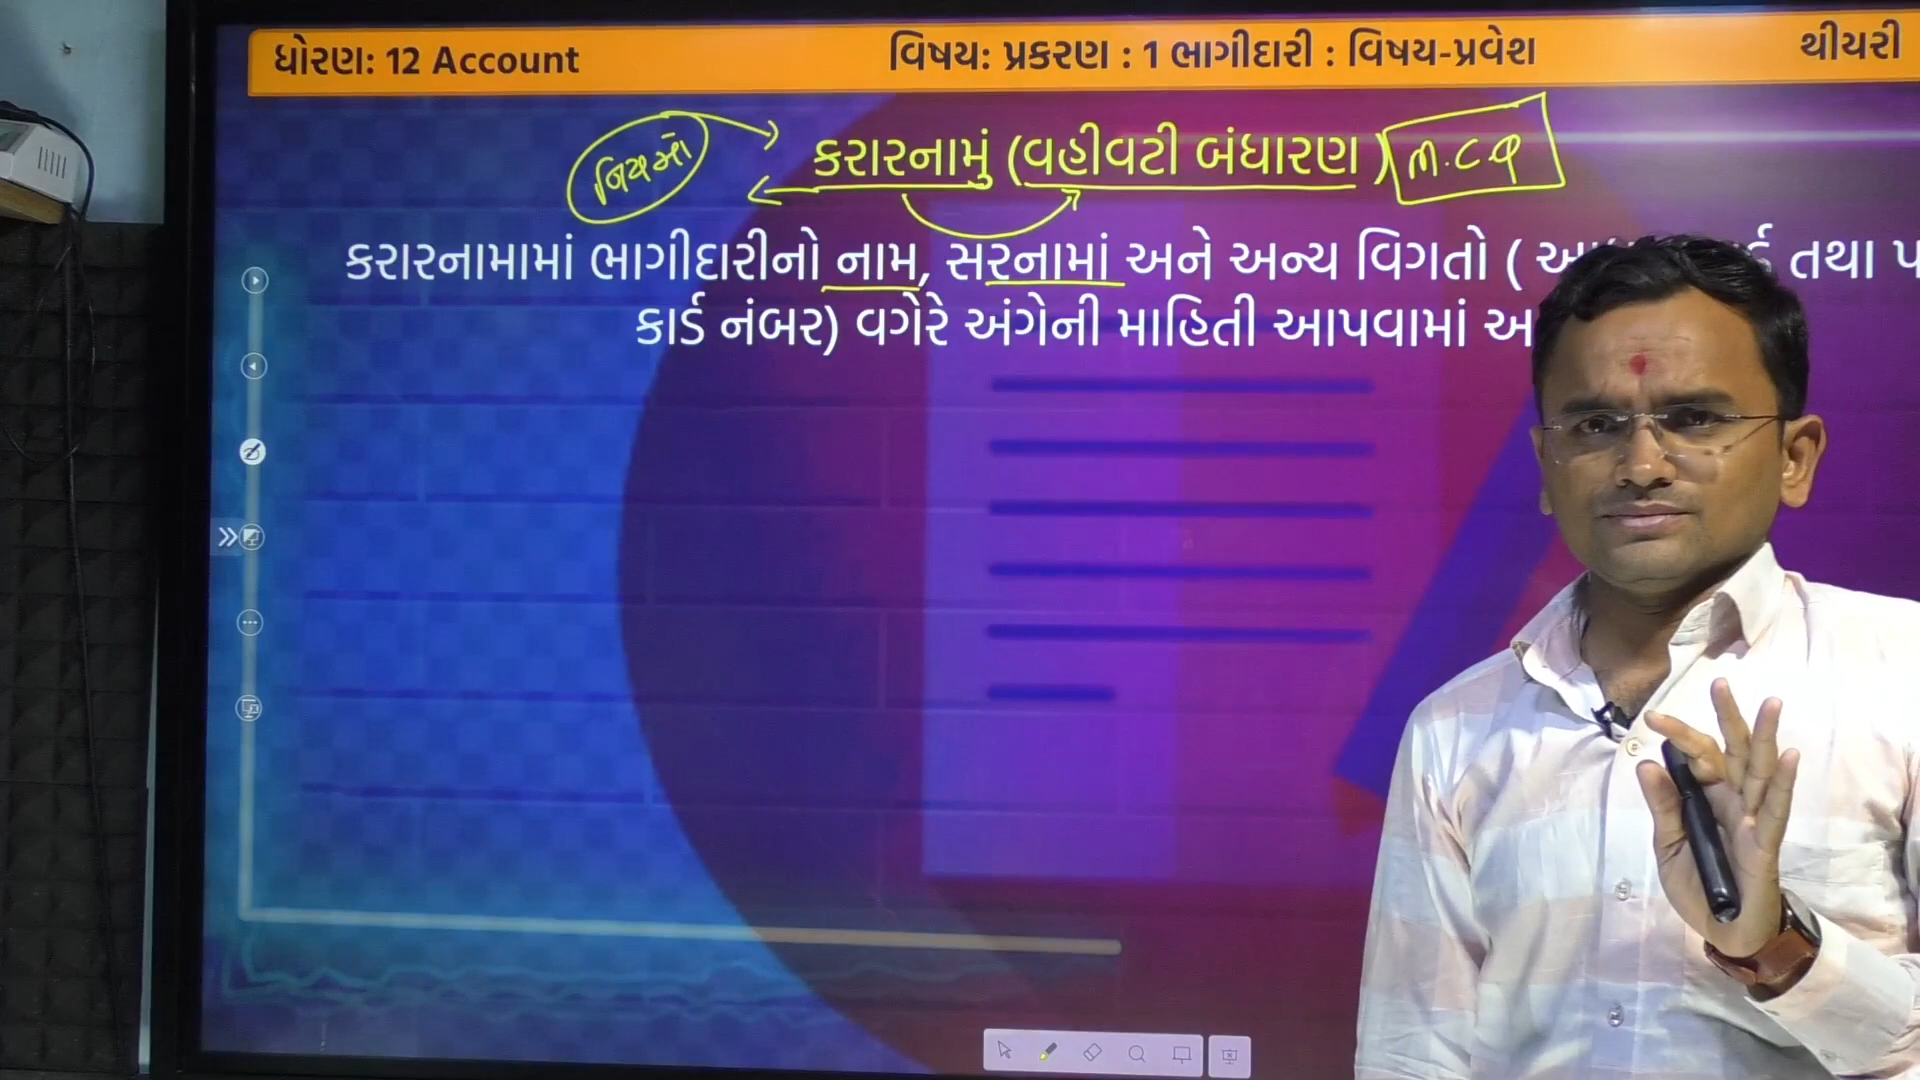 ધોરણ: 12 Account વિષય: પ્રકરણ : 1 ભાગીદારી : વિષય-પ્રવેશ થીયરી
નિયમો કરારનામું (વહીવટી બંધારણ ) M.C.Q
કરારનામામાં ભાગીદારીનો નામ, સરનામાં અને અન્ય વિગતો ( તથા
કાર્ડ નંબર) વગેરે અંગેની માહિતી આપવામાં